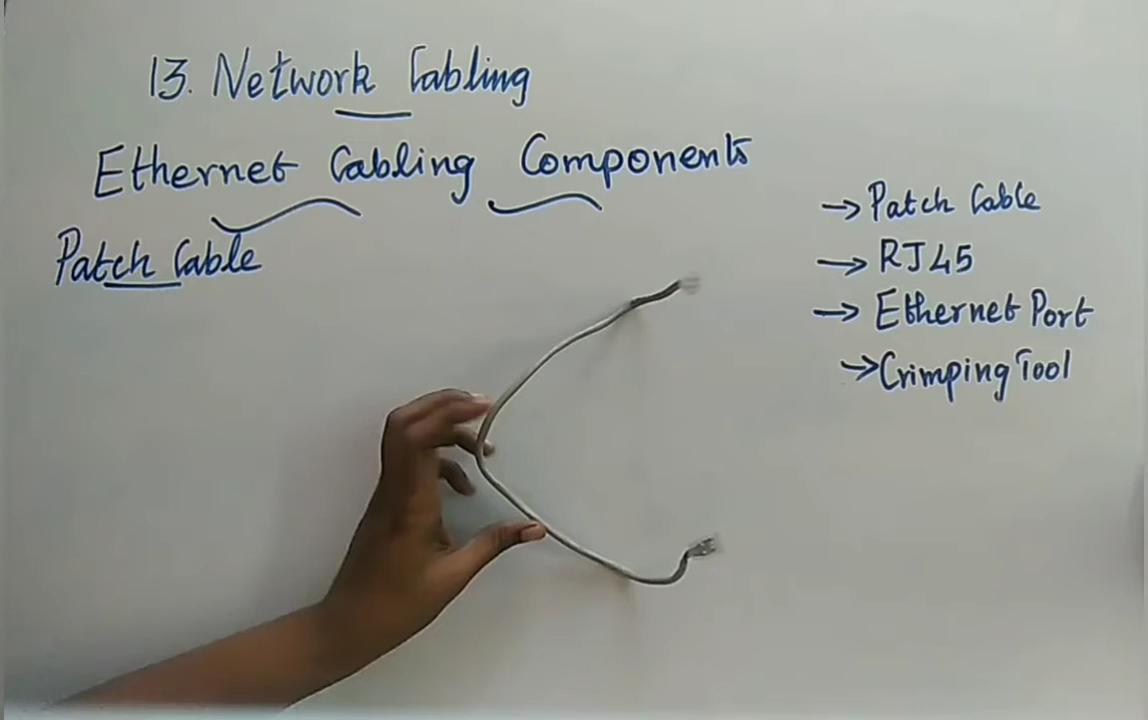 13. Network Cabling
Ethernet Cabling Components
Patch Cable
→ Patch Cable
→ RJ45
→ Ethernet Port
→ Crimping Tool